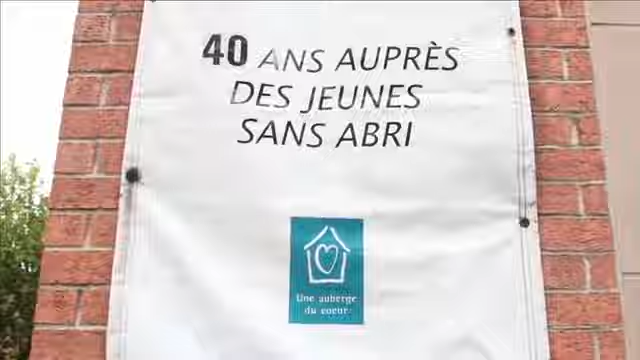 40 ANS AUPRÈS
DES JEUNES
SANS ABRI
Une auberge
du coeur